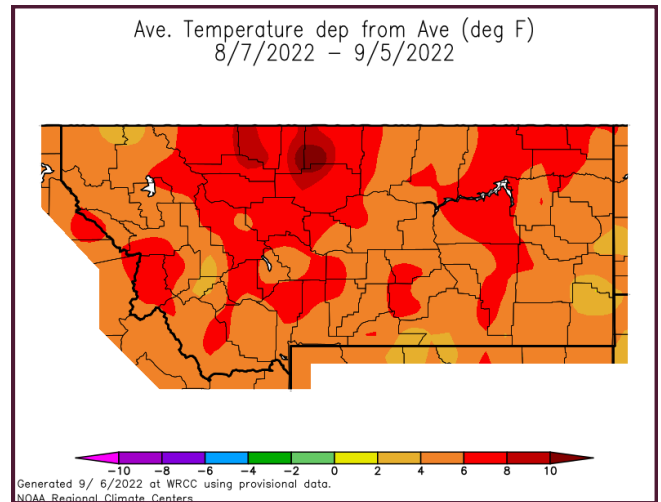 Ave. Temperature dep from Ave (deg F)
8/7/2022 – 9/5/2022
-10 -8 -6 -4 -2 0 2 4 6 8 10
Generated 9/ 6/2022 at WRCC using provisional data.
NOAA Regional Climate Centers